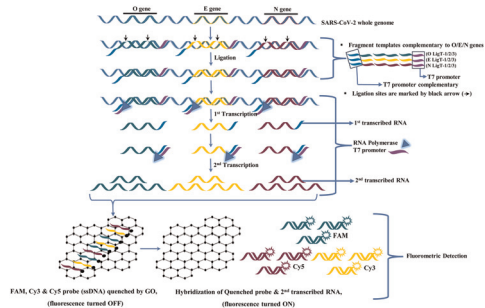 O gene E gene N gene
SARS-CoV-2 whole genome
• Fragment templates complementary to O/E/N genes
(O LigT-1/2/3)
(E LigT-1/2/3)
(N LigT-1/2/3)
Ligation
T7 promoter
T7 promoter complementary
• Ligation sites are marked by black arrow (➔)
1st Transcription
1st transcribed RNA
RNA Polymerase
T7 promoter
2nd Transcription
2nd transcribed RNA
FAM
Cy5
Cy3
Fluorometric Detection
FAM, Cy3 & Cy5 probe (ssDNA) quenched by GO,
(fluorescence turned OFF)
Hybridization of Quenched probe & 2nd transcribed RNA,
(fluorescence turned ON)